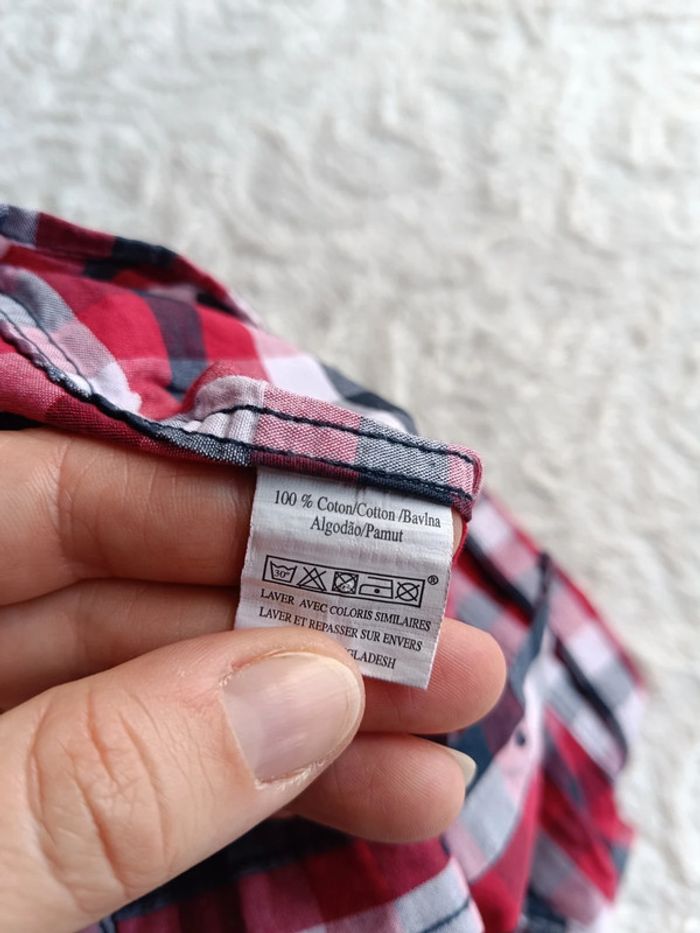 100 % Coton/Cotton /Bavlna
Algodão/Pamut
30° ®
LAVER AVEC COLORIS SIMILAIRES
LAVER ET REPASSER SUR ENVERS